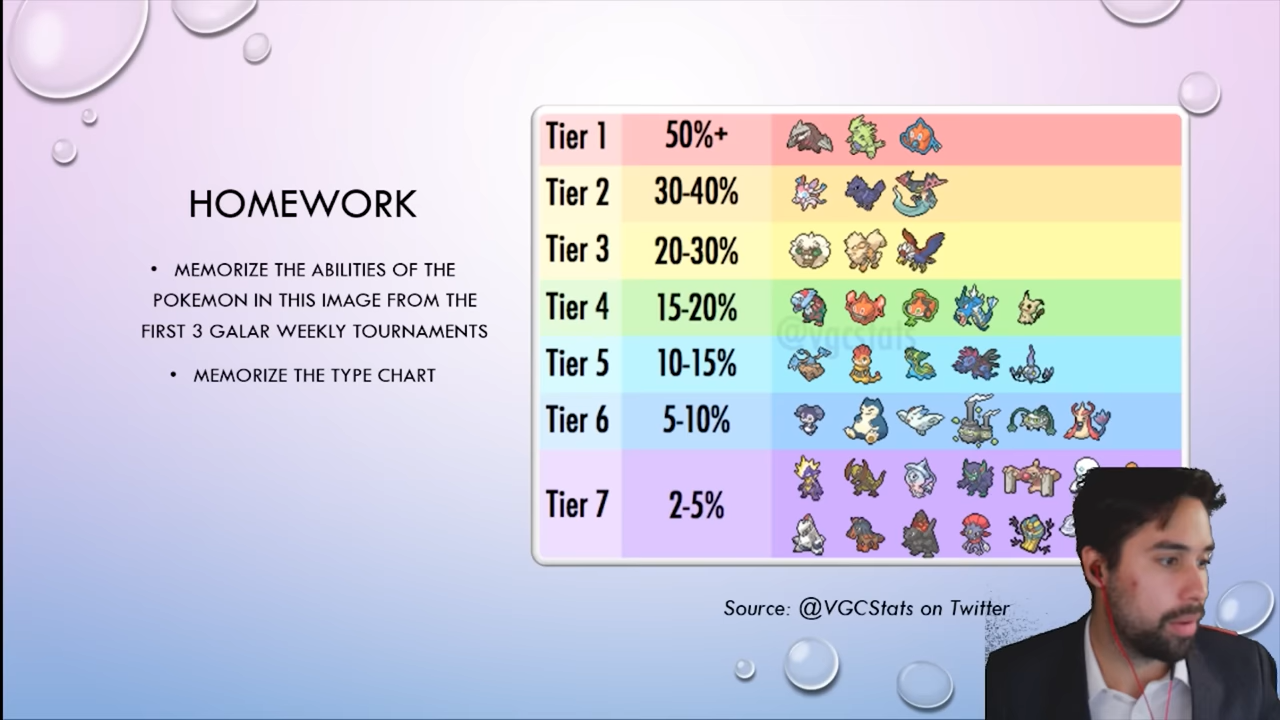 HOMEWORK
• MEMORIZE THE ABILITIES OF THE
POKEMON IN THIS IMAGE FROM THE
FIRST 3 GALAR WEEKLY TOURNAMENTS
• MEMORIZE THE TYPE CHART
Tier 1 50%+
Tier 2 30-40%
Tier 3 20-30%
Tier 4 15-20%
@vgcstats
Tier 5 10-15%
Tier 6 5-10%
Tier 7 2-5%
Source: @VGCStats on Twitter